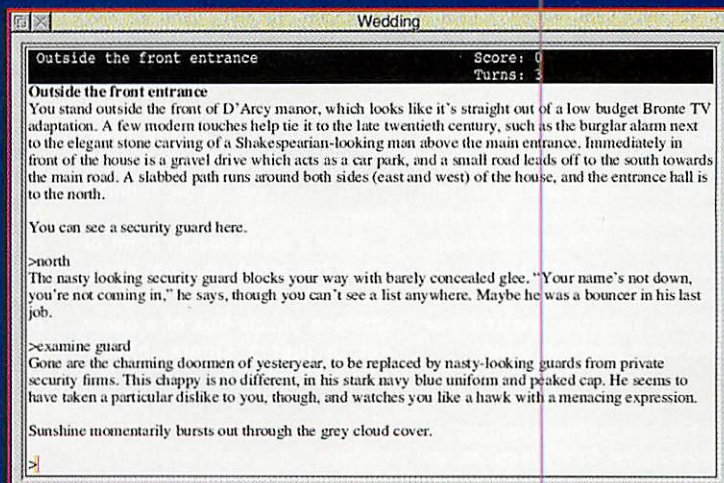 Wedding
Outside the front entrance Score: 0
Turns: 3
Outside the front entrance
You stand outside the front of D'Arcy manor, which looks like it's straight out of a low budget Bronte TV
adaptation. A few modern touches help tie it to the late twentieth century, such as the burglar alarm next
to the elegant stone carving of a Shakespearian-looking man above the main entrance. Immediately in
front of the house is a gravel drive which acts as a car park, and a small road leads off to the south towards
the main road. A slabbed path runs around both sides (east and west) of the house, and the entrance hall is
to the north.
You can see a security guard here.
>north
The nasty looking security guard blocks your way with barely concealed glee. “Your name's not down,
you're not coming in,” he says, though you can't see a list anywhere. Maybe he was a bouncer in his last
job.
>examine guard
Gone are the charming doormen of yesteryear, to be replaced by nasty-looking guards from private
security firms. This chappy is no different, in his stark navy blue uniform and peaked cap. He seems to
have taken a particular dislike to you, though, and watches you like a hawk with a menacing expression.
Sunshine momentarily bursts out through the grey cloud cover.
>